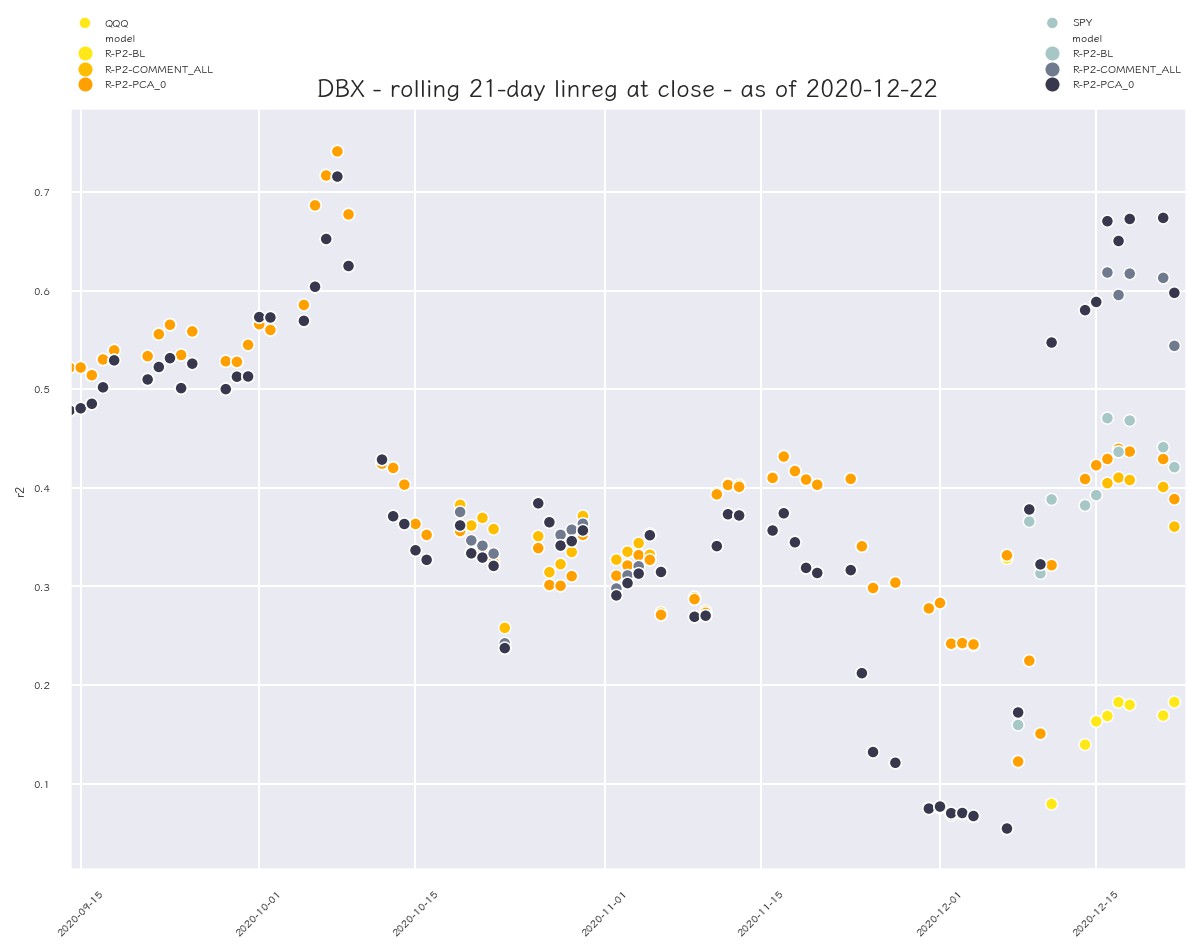 QQQ
model
R-P2-BL
R-P2-COMMENT_ALL
R-P2-PCA_0
SPY
model
R-P2-BL
R-P2-COMMENT_ALL
R-P2-PCA_0
DBX - rolling 21-day linreg at close - as of 2020-12-22
r2
0.7
0.6
0.5
0.4
0.3
0.2
0.1
2020-09-15
2020-10-01
2020-10-15
2020-11-01
2020-11-15
2020-12-01
2020-12-15